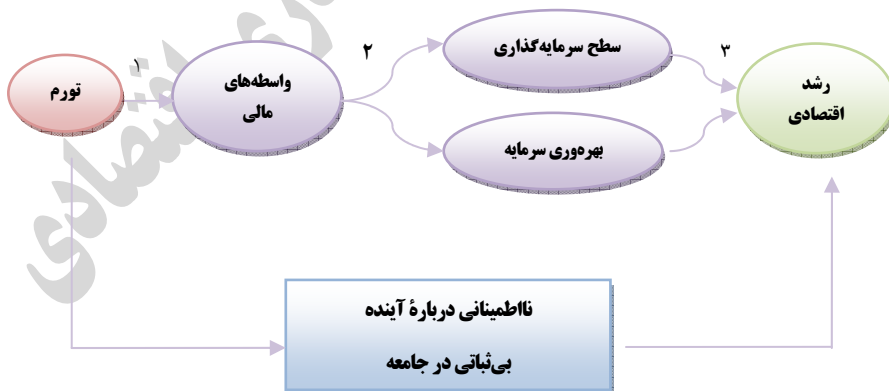 تورم
۱
واسطه‌های
مالی
۲
سطح سرمایه‌گذاری
بهره‌وری سرمایه
۳
رشد
اقتصادی
نااطمینانی دربارهٔ آینده
بی‌ثباتی در جامعه
اقتصادی